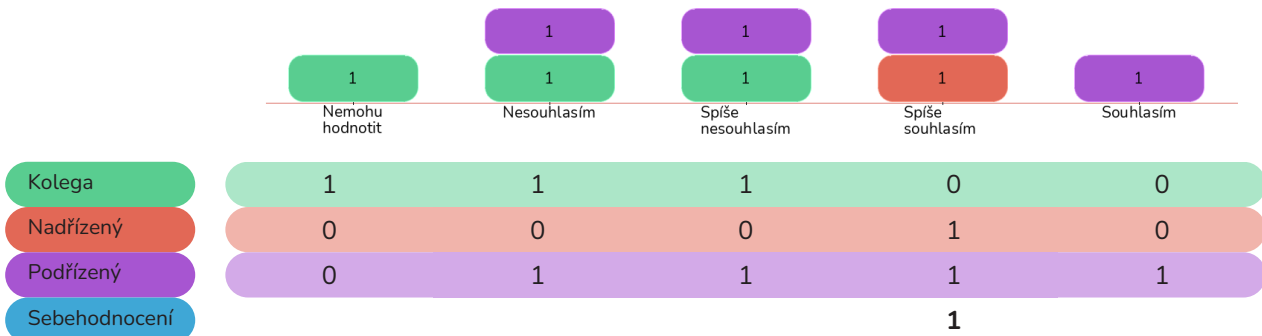 1 1 1
1 1 1 1 1
Nemohu hodnotit
Nesouhlasím
Spíše nesouhlasím
Spíše souhlasím
Souhlasím
Kolega 1 1 1 0 0
Nadřízený 0 0 0 1 0
Podřízený 0 1 1 1 1
Sebehodnocení 1